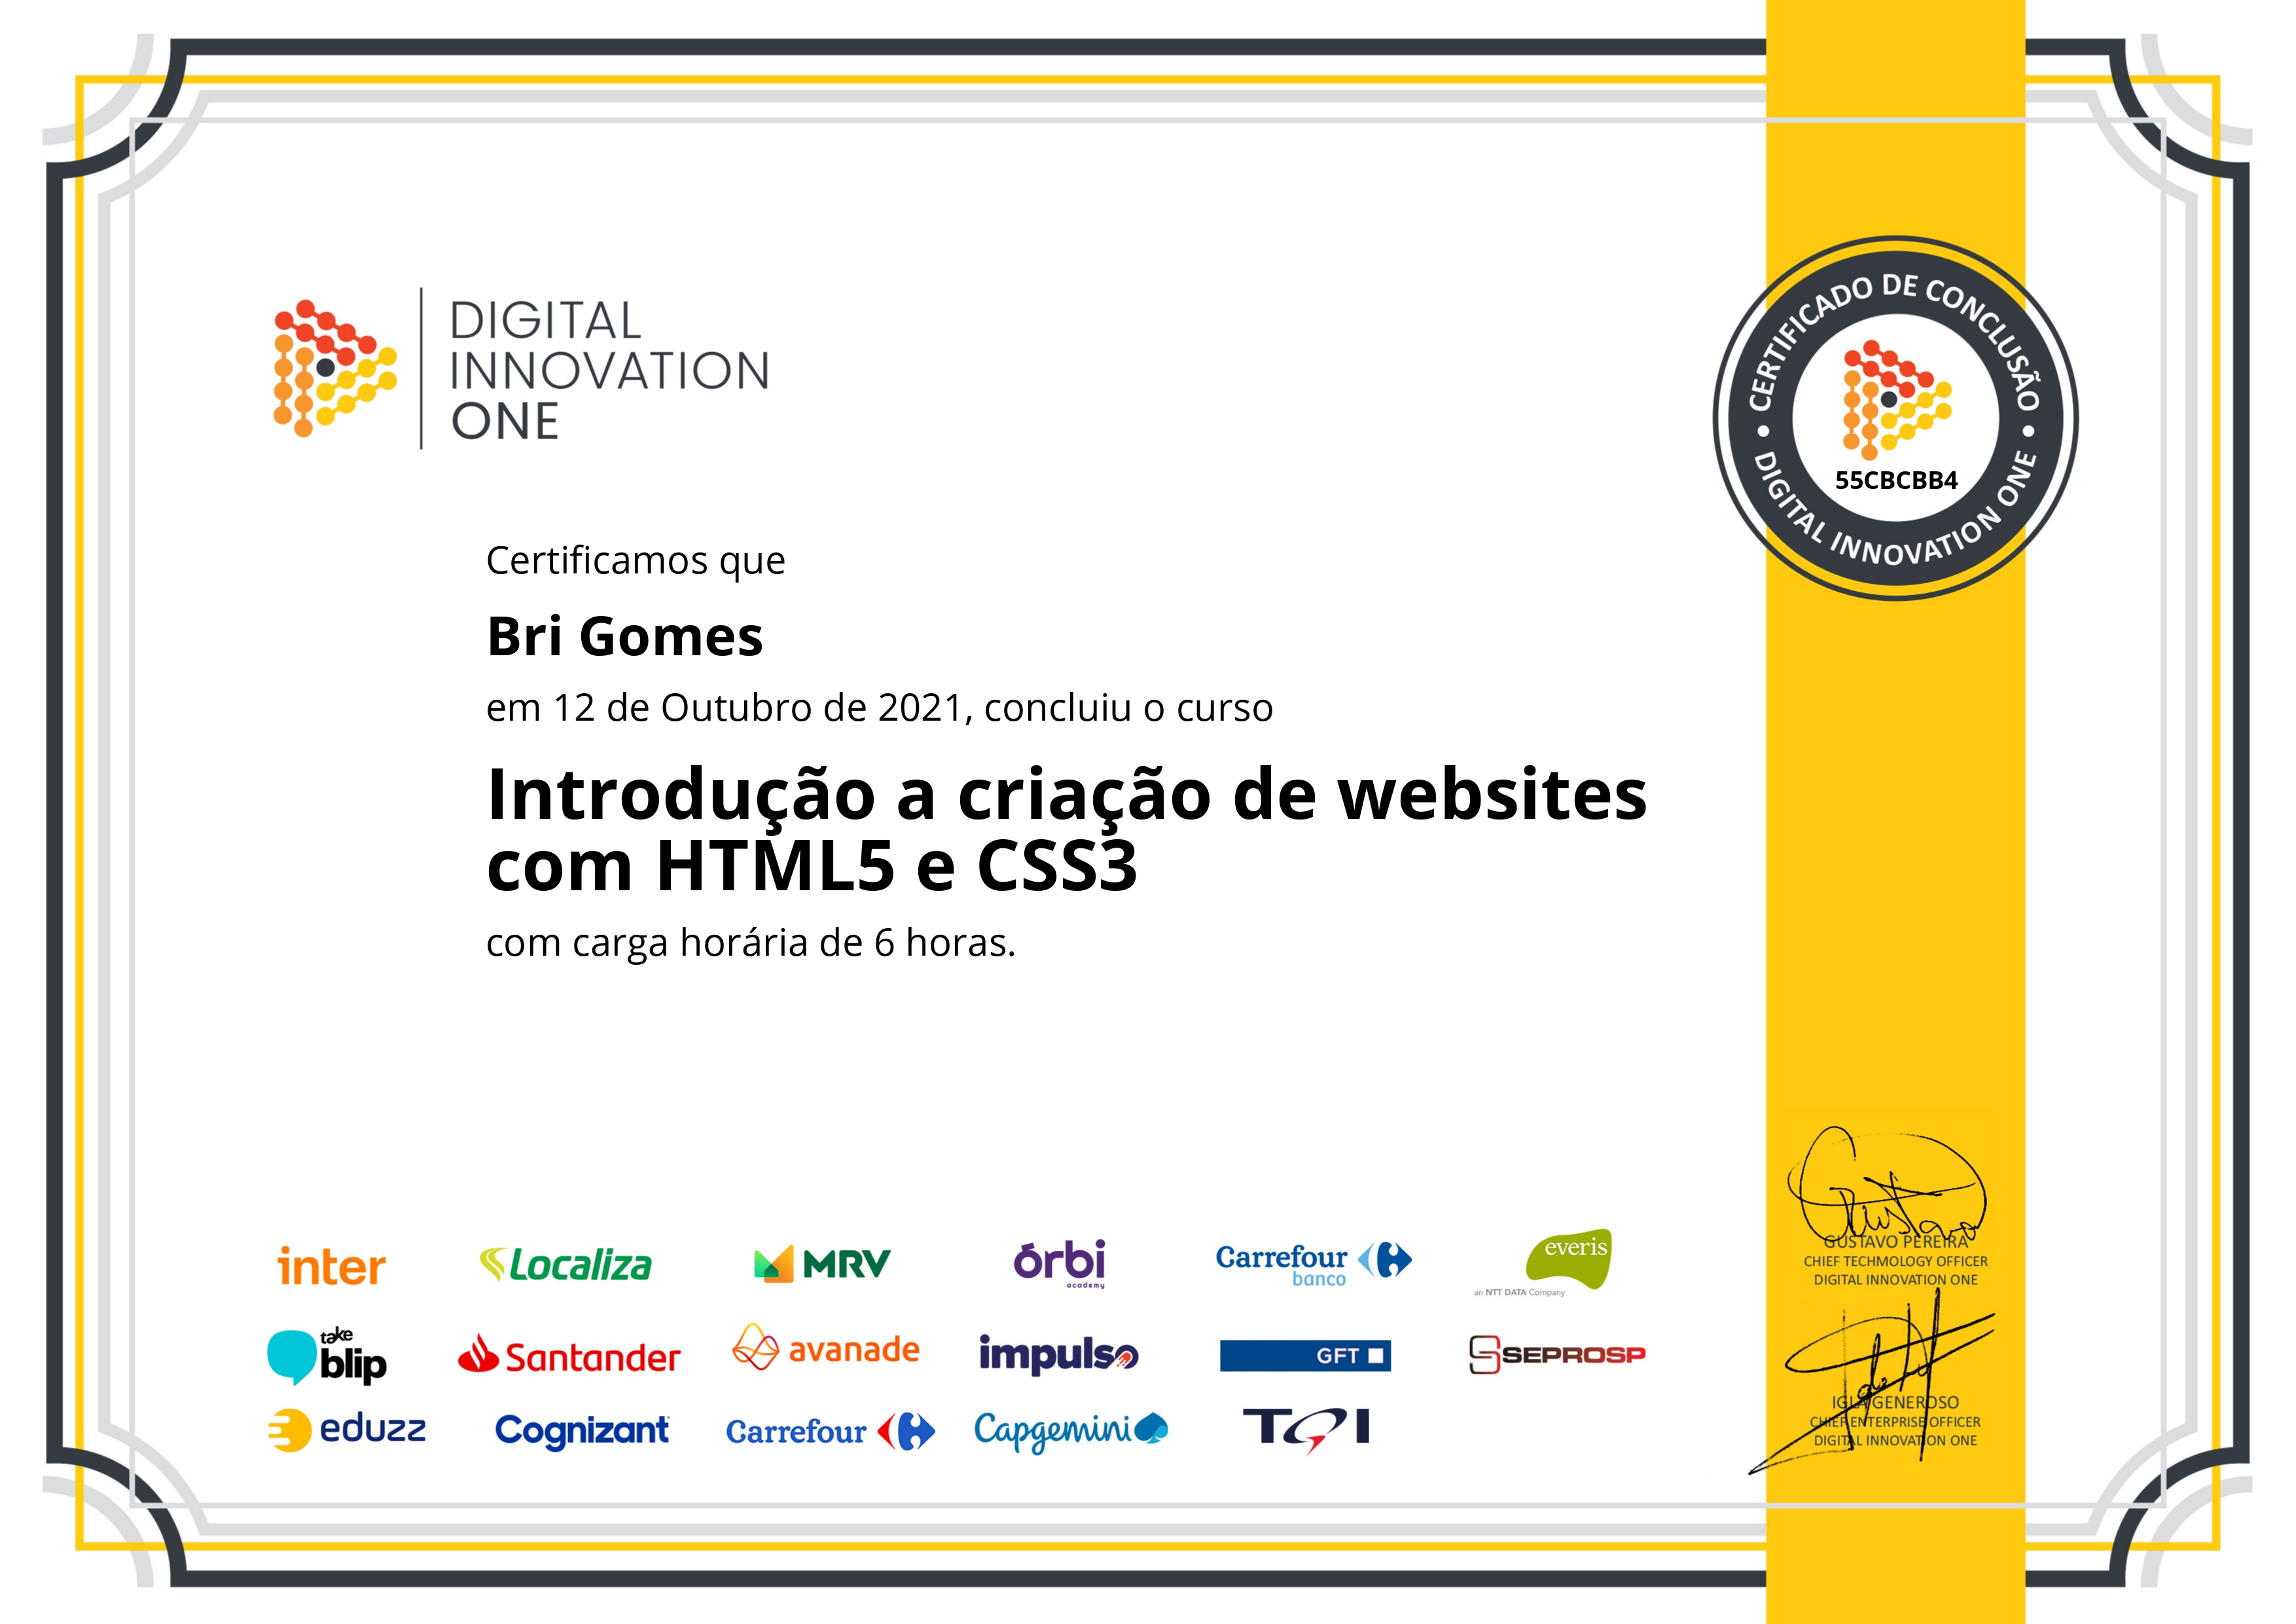 DIGITAL
INNOVATION
ONE
CERTIFICADO DE CONCLUSÃO
55CBCBB4
DIGITAL INNOVATION ONE
Certificamos que
Bri Gomes
em 12 de Outubro de 2021, concluiu o curso
Introdução a criação de websites
com HTML5 e CSS3
com carga horária de 6 horas.
inter
Localiza
MRV
órbi
academy
Carrefour
banco
everis
an NTT DATA Company
take
blip
Santander
avanade
impulso
GFT
SEPROSP
eduzz
Cognizant
Carrefour
Capgemini
TQI
Gustavo
GUSTAVO PEREIRA
CHIEF TECHMOLOGY OFFICER
DIGITAL INNOVATION ONE
IGLÁ GENEROSO
CHIEF ENTERPRISE OFFICER
DIGITAL INNOVATION ONE